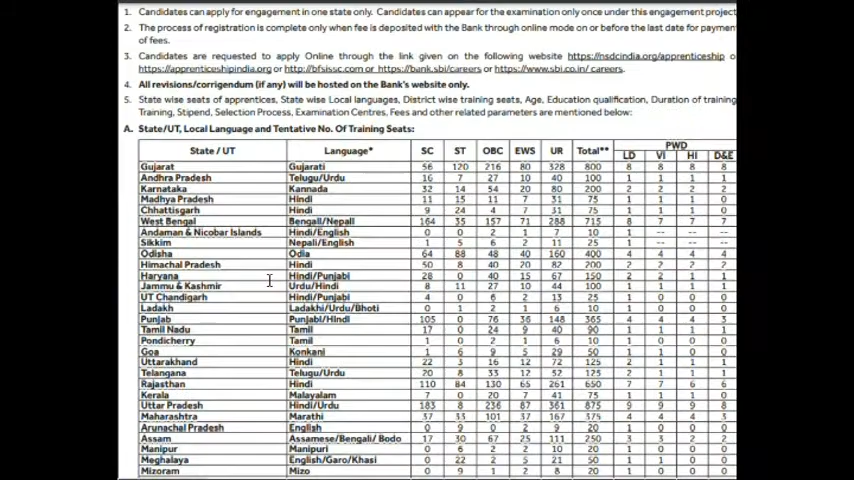 1. Candidates can apply for engagement in one state only. Candidates can appear for the examination only once under this engagement project
2. The process of registration is complete only when fee is deposited with the Bank through online mode on or before the last date for paymen
of fees.
3. Candidates are requested to apply Online through the link given on the following website https://nsdcindia.org/apprenticeship o
https://apprenticeshipindia.org or http://bfsissc.com or https://bank.sbi/careers or https://www.sbi.co.in/ careers.
4. All revisions/corrigendum (if any) will be hosted on the Bank's website only.
5. State wise seats of apprentices, State wise Local languages, District wise training seats, Age, Education qualification, Duration of training
Training, Stipend, Selection Process, Examination Centres, Fees and other related parameters are mentioned below:
A. State/UT, Local Language and Tentative No. Of Training Seats:
State / UT Language* SC ST OBC EWS UR Total** PWD
LD VI HI D&E
Gujarat Gujarati 56 120 216 80 328 800 8 8 8 8
Andhra Pradesh Telugu/Urdu 16 7 27 10 40 100 1 1 1 1
Karnataka Kannada 32 14 54 20 80 200 2 2 2 2
Madhya Pradesh Hindi 11 15 11 7 31 75 1 1 1 0
Chhattisgarh Hindi 9 24 4 7 31 75 1 1 1 0
West Bengal Bengali/Nepali 164 35 157 71 288 715 8 7 7 7
Andaman & Nicobar Islands Hindi/English 0 0 2 1 7 10 1 -- -- --
Sikkim Nepali/English 1 5 6 2 11 25 1 -- -- --
Odisha Odia 64 88 48 40 160 400 4 4 4 4
Himachal Pradesh Hindi 50 8 40 20 82 200 2 2 2 2
Haryana Hindi/Punjabi 28 0 40 15 67 150 2 2 1 1
Jammu & Kashmir Urdu/Hindi 8 11 27 10 44 100 1 1 1 1
UT Chandigarh Hindi/Punjabi 4 0 6 2 13 25 1 0 0 0
Ladakh Ladakhi/Urdu/Bhoti 0 1 2 1 6 10 1 0 0 0
Punjab Punjabi/Hindi 105 0 76 36 148 365 4 4 4 3
Tamil Nadu Tamil 17 0 24 9 40 90 1 1 1 1
Pondicherry Tamil 1 0 2 1 6 10 1 0 0 0
Goa Konkani 1 6 9 5 29 50 1 1 0 0
Uttarakhand Hindi 22 3 16 12 72 125 2 1 1 1
Telangana Telugu/Urdu 20 8 33 12 52 125 2 1 1 1
Rajasthan Hindi 110 84 130 65 261 650 7 7 6 6
Kerala Malayalam 7 0 20 7 41 75 1 1 1 0
Uttar Pradesh Hindi/Urdu 183 8 236 87 361 875 9 9 9 8
Maharashtra Marathi 37 33 101 37 167 375 4 4 4 3
Arunachal Pradesh English 0 9 0 2 9 20 1 0 0 0
Assam Assamese/Bengali/ Bodo 17 30 67 25 111 250 3 3 2 2
Manipur Manipuri 0 6 2 2 10 20 1 0 0 0
Meghalaya English/Garo/Khasi 0 22 2 5 21 50 1 1 0 0
Mizoram Mizo 0 9 1 2 8 20 1 0 0 0